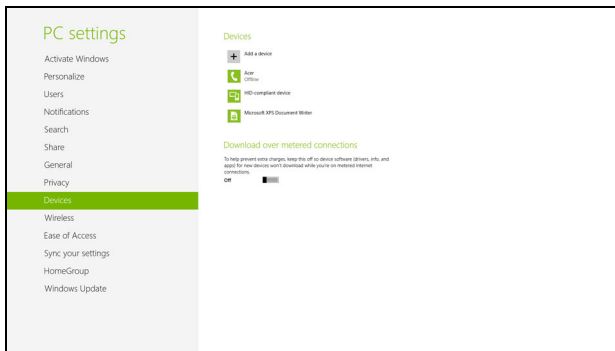 PC settings
Activate Windows
Personalize
Users
Notifications
Search
Share
General
Privacy
Devices
Wireless
Ease of Access
Sync your settings
HomeGroup
Windows Update
Devices
Add a device
Acer
Offline
HID-compliant device
Microsoft XPS Document Writer
Download over metered connections
To help prevent extra charges, keep this off so device software (drivers, info, and
apps) for new devices won't download while you're on metered Internet
connections.
Off